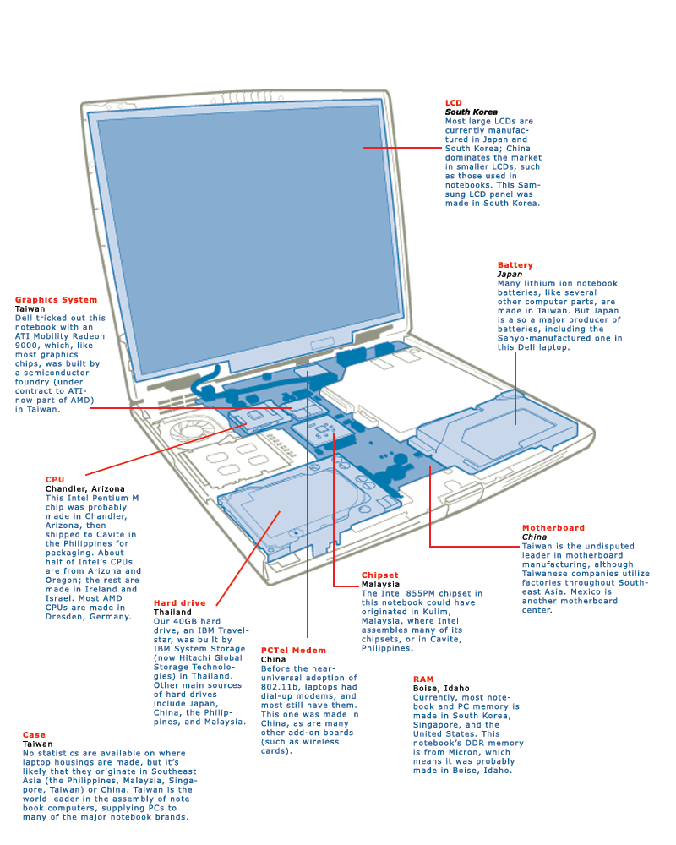 LCD
South Korea
Most large LCDs are
currently manufac-
tured in Japan and
South Korea; China
dominates the market
in smaller LCDs, such
as those used in
notebooks. This Sam-
sung LCD panel was
made in South Korea.
Battery
Japan
Many lithium ion notebook
batteries, like several
other computer parts, are
made in Taiwan. But Japan
is also a major producer of
batteries, including the
Sanyo-manufactured one in
this Dell laptop.
Graphics System
Taiwan
Dell tricked out this
notebook with an
ATI Mobility Radeon
9000, which, like
most graphics
chips, was built by
a semiconductor
foundry (under
contract to ATI-
now part of AMD)
in Taiwan.
CPU
Chandler, Arizona
This Intel Pentium M
chip was probably
made in Chandler,
Arizona, then
shipped to Cavite in
the Philippines for
packaging. About
half of Intel's CPUs
are from Arizona and
Oregon; the rest are
made in Ireland and
Israel. Most AMD
CPUs are made in
Dresden, Germany.
Motherboard
China
Taiwan is the undisputed
leader in motherboard
manufacturing, although
Taiwanese companies utilize
factories throughout South-
east Asia. Mexico is
another motherboard
center.
Chipset
Malaysia
The Intel 855PM chipset in
this notebook could have
originated in Kulim,
Malaysia, where Intel
assembles many of its
chipsets, or in Cavite,
Philippines.
Hard drive
Thailand
Our 40GB hard
drive, an IBM Travel-
star, was built by
IBM System Storage
(now Hitachi Global
Storage Technolo-
gies) in Thailand.
Other main sources
of hard drives
include Japan,
China, the Philip-
pines, and Malaysia.
PCTel Modem
China
Before the near-
universal adoption of
802.11b, laptops had
dial-up modems, and
most still have them.
This one was made in
China, as are many
other add-on boards
(such as wireless
cards).
RAM
Boise, Idaho
Currently, most note-
book and PC memory is
made in South Korea,
Singapore, and the
United States. This
notebook's DDR memory
is from Micron, which
means it was probably
made in Boise, Idaho.
Case
Taiwan
No statistics are available on where
laptop housings are made, but it's
likely that they originate in Southeast
Asia (the Philippines, Malaysia, Singa-
pore, Taiwan) or China. Taiwan is the
world leader in the assembly of note
book computers, supplying PCs to
many of the major notebook brands.